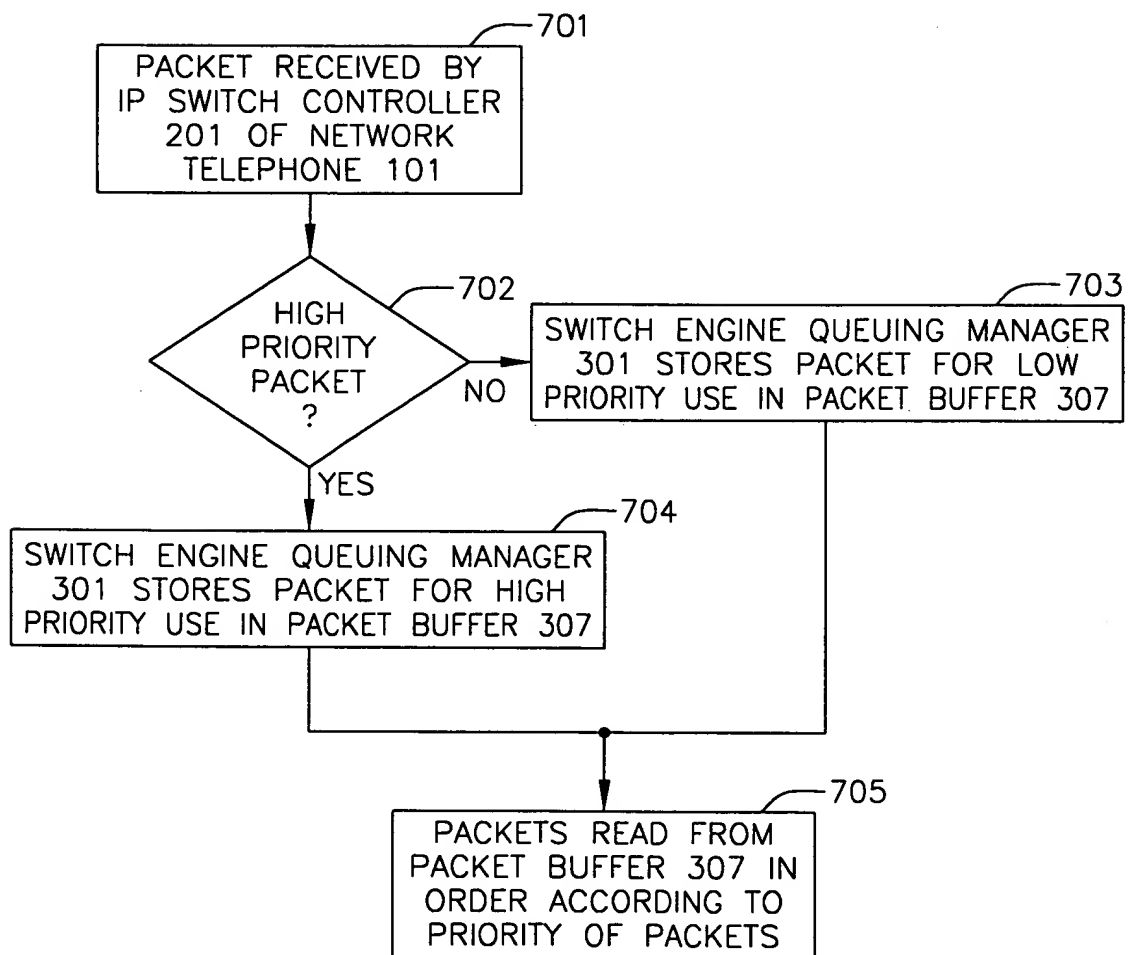 701
PACKET RECEIVED BY
IP SWITCH CONTROLLER
201 OF NETWORK
TELEPHONE 101
702
HIGH
PRIORITY
PACKET
?
NO
YES
703
SWITCH ENGINE QUEUING MANAGER
301 STORES PACKET FOR LOW
PRIORITY USE IN PACKET BUFFER 307
704
SWITCH ENGINE QUEUING MANAGER
301 STORES PACKET FOR HIGH
PRIORITY USE IN PACKET BUFFER 307
705
PACKETS READ FROM
PACKET BUFFER 307 IN
ORDER ACCORDING TO
PRIORITY OF PACKETS